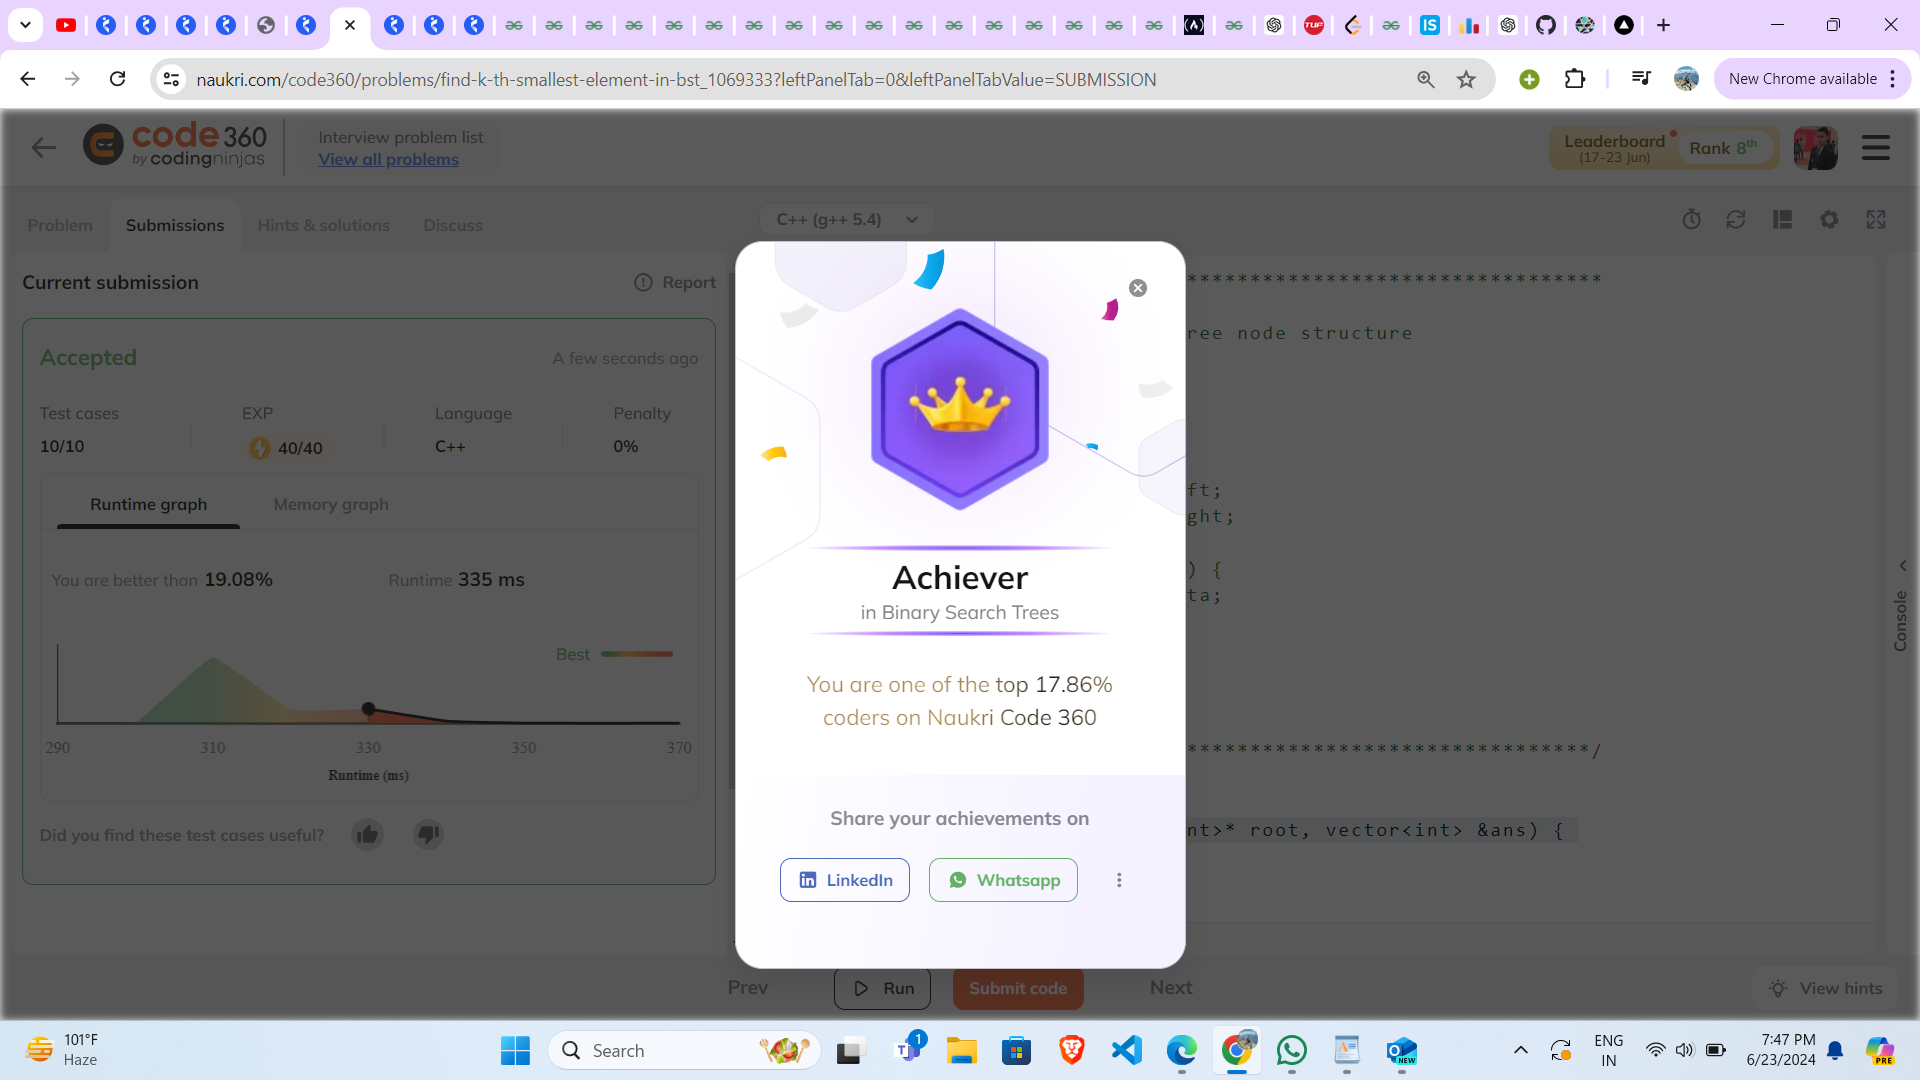 naukri.com/code360/problems/find-k-th-smallest-element-in-bst_1069333?leftPanelTab=0&leftPanelTabValue=SUBMISSION
New Chrome available
code 360
by codingninjas
Interview problem list
View all problems
Leaderboard
(17-23 Jun)
Rank 8th
Problem
Submissions
Hints & solutions
Discuss
C++ (g++ 5.4)
Current submission
Report
Accepted
A few seconds ago
Test cases
EXP
Language
Penalty
10/10
40/40
C++
0%
Runtime graph
Memory graph
You are better than 19.08%
Runtime 335 ms
Best
290
310
330
350
370
Runtime (ms)
Did you find these test cases useful?
*********************************
ree node structure
ft;
ght;
) {
ta;
********************************/
nt>* root, vector<int> &ans) {
Console
Achiever
in Binary Search Trees
You are one of the top 17.86%
coders on Naukri Code 360
Share your achievements on
LinkedIn
Whatsapp
Prev
Run
Submit code
Next
View hints
101°F
Haze
Search
1
NEW
ENG
IN
7:47 PM
6/23/2024
PRE